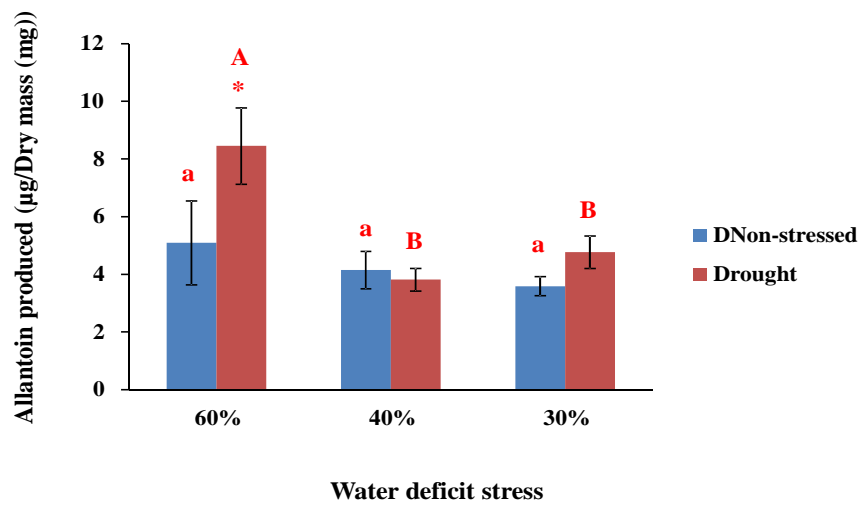 Allantoin produced (µg/Dry mass (mg))
12
10
8
6
4
2
0
a
A
*
a
B
a
B
60%
40%
30%
Water deficit stress
DNon-stressed
Drought